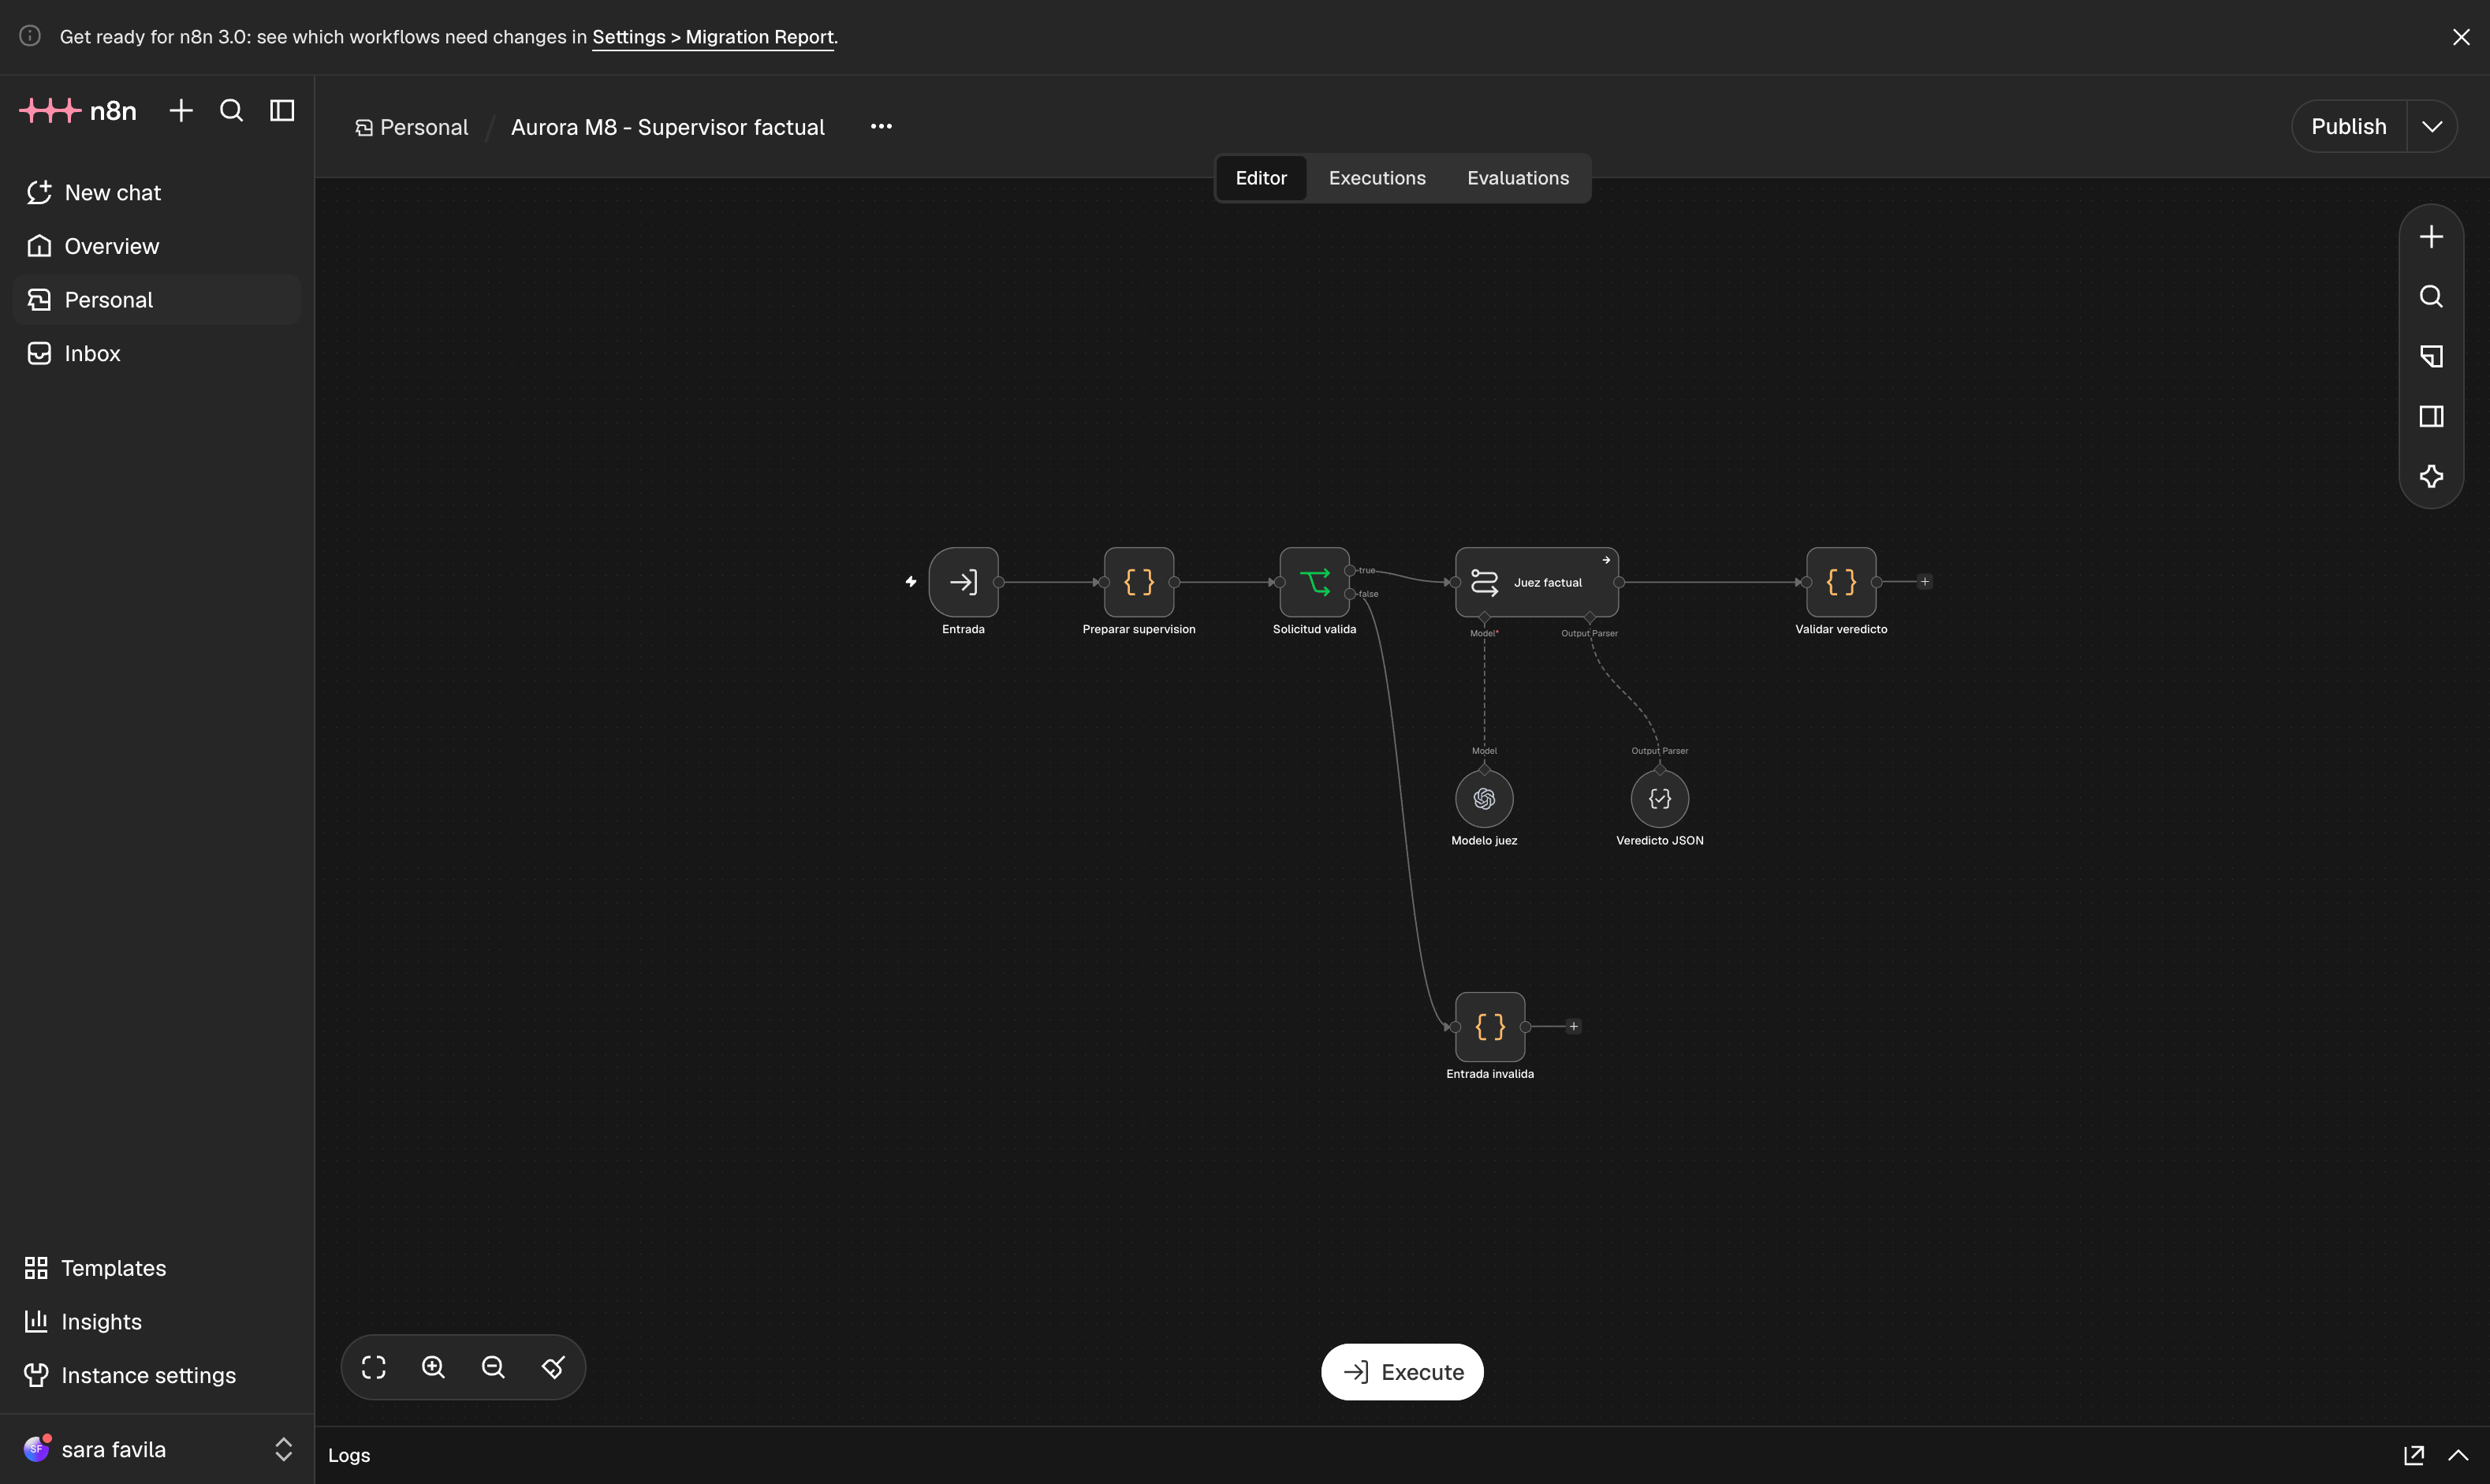 Get ready for n8n 3.0: see which workflows need changes in Settings > Migration Report.
n8n
New chat
Overview
Personal
Inbox
Templates
Insights
Instance settings
SF
sara favila
Personal / Aurora M8 - Supervisor factual
Publish
Editor
Executions
Evaluations
Entrada
Preparar supervision
Solicitud valida
true
false
Juez factual
Model*
Output Parser
Validar veredicto
Model
Output Parser
Modelo juez
Veredicto JSON
Entrada invalida
Execute
Logs